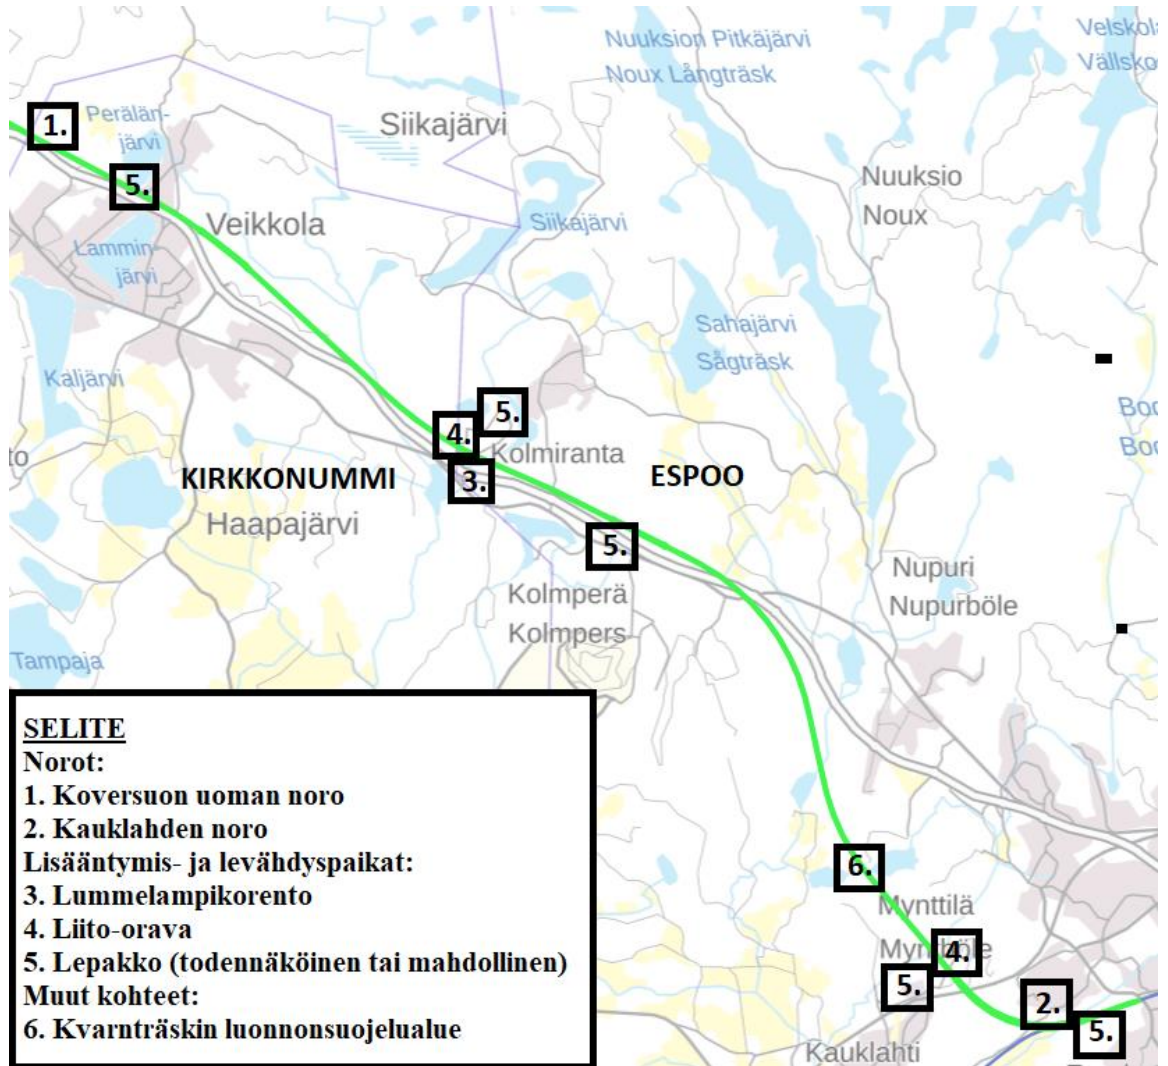 Nuuksion Pitkäjärvi
Noux Långträsk
1.
Perälän-
järvi
Siikajärvi
5.
Nuuksio
Noux
Veikkola
Siikajärvi
Lammin-
järvi
Sahajärvi
Sågträsk
Kaljärvi
5.
4.
Kolmiranta
KIRKKONUMMI
3.
ESPOO
Haapajärvi
5.
Nupuri
Nupurböle
Kolmperä
Kolmpers
Tampaja
SELITE
Norot:
1. Koversuon uoman noro
2. Kauklahden noro
Lisääntymis- ja levähdyspaikat:
3. Lummelampikorento
4. Liito-orava
5. Lepakko (todennäköinen tai mahdollinen)
Muut kohteet:
6. Kvarnträskin luonnonsuojelualue
6.
Mynttilä
4.
5.
2.
5.
Kauklahti